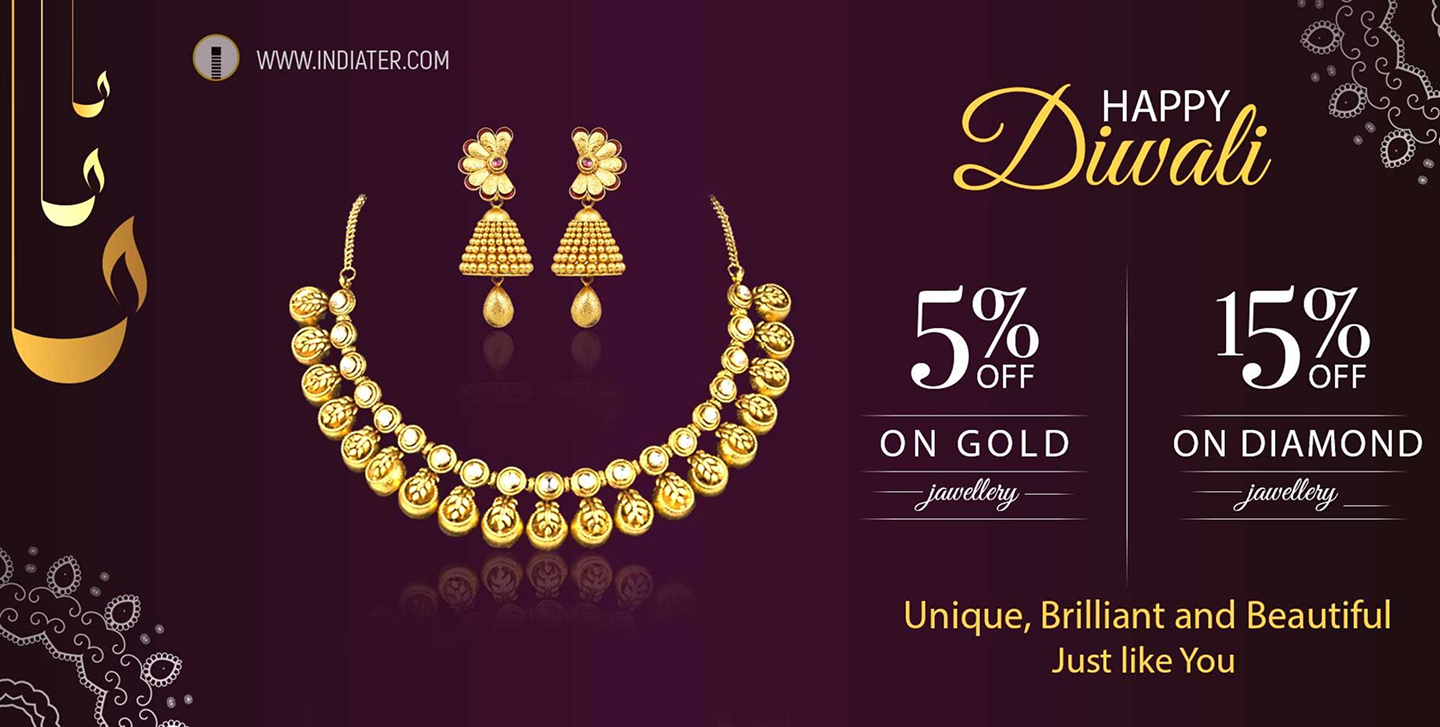 WWW.INDIATER.COM
HAPPY
Diwali
5%
OFF
ON GOLD
jawellery
15%
OFF
ON DIAMOND
jawellery
Unique, Brilliant and Beautiful
Just like You